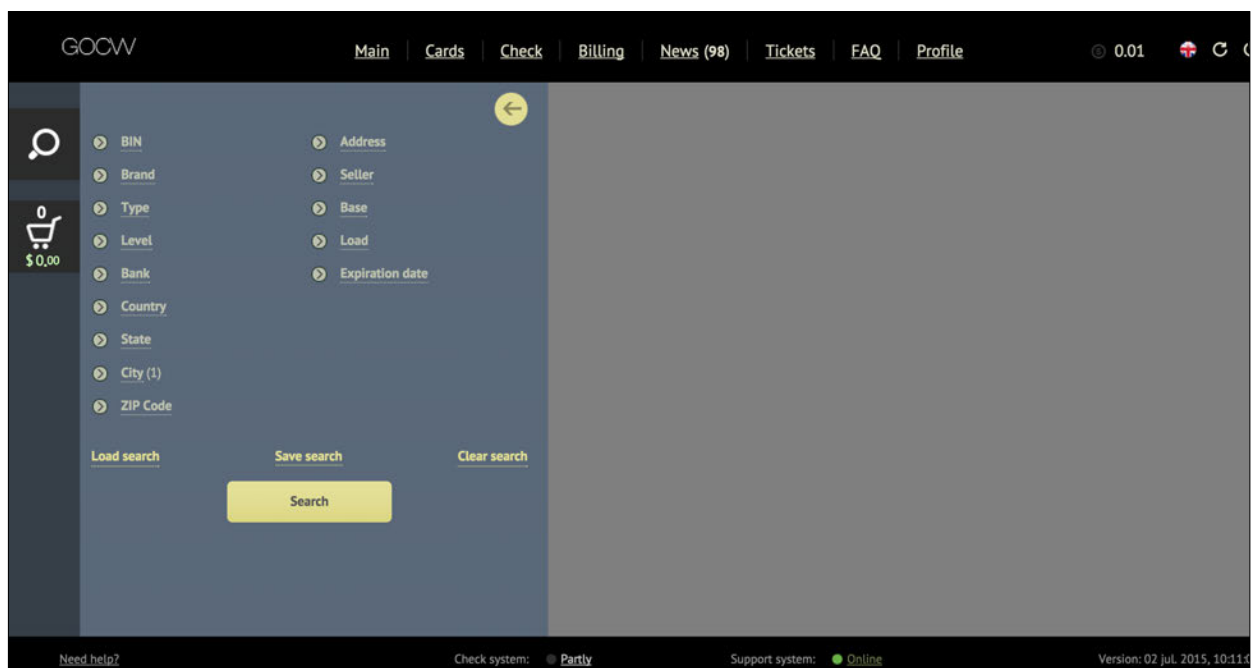 GOCW
Main Cards Check Billing News (98) Tickets FAQ Profile 0.01
BIN Address
Brand Seller
0 Type Base
Level Load
$0,00
Bank Expiration date
Country
State
City (1)
ZIP Code
Load search Save search Clear search
Search
Need help? Check system: Partly Support system: Online Version: 02 jul. 2015, 10:11: